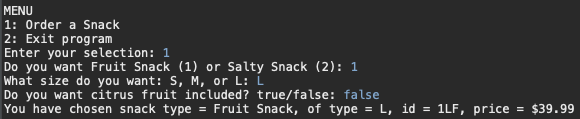 MENU
1: Order a Snack
2: Exit program
Enter your selection: 1
Do you want Fruit Snack (1) or Salty Snack (2): 1
What size do you want: S, M, or L: L
Do you want citrus fruit included? true/false: false
You have chosen snack type = Fruit Snack, of type = L, id = 1LF, price = $39.99